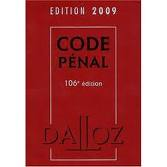 EDITION 2009
CODE
PÉNAL
106e édition
DALLOZ